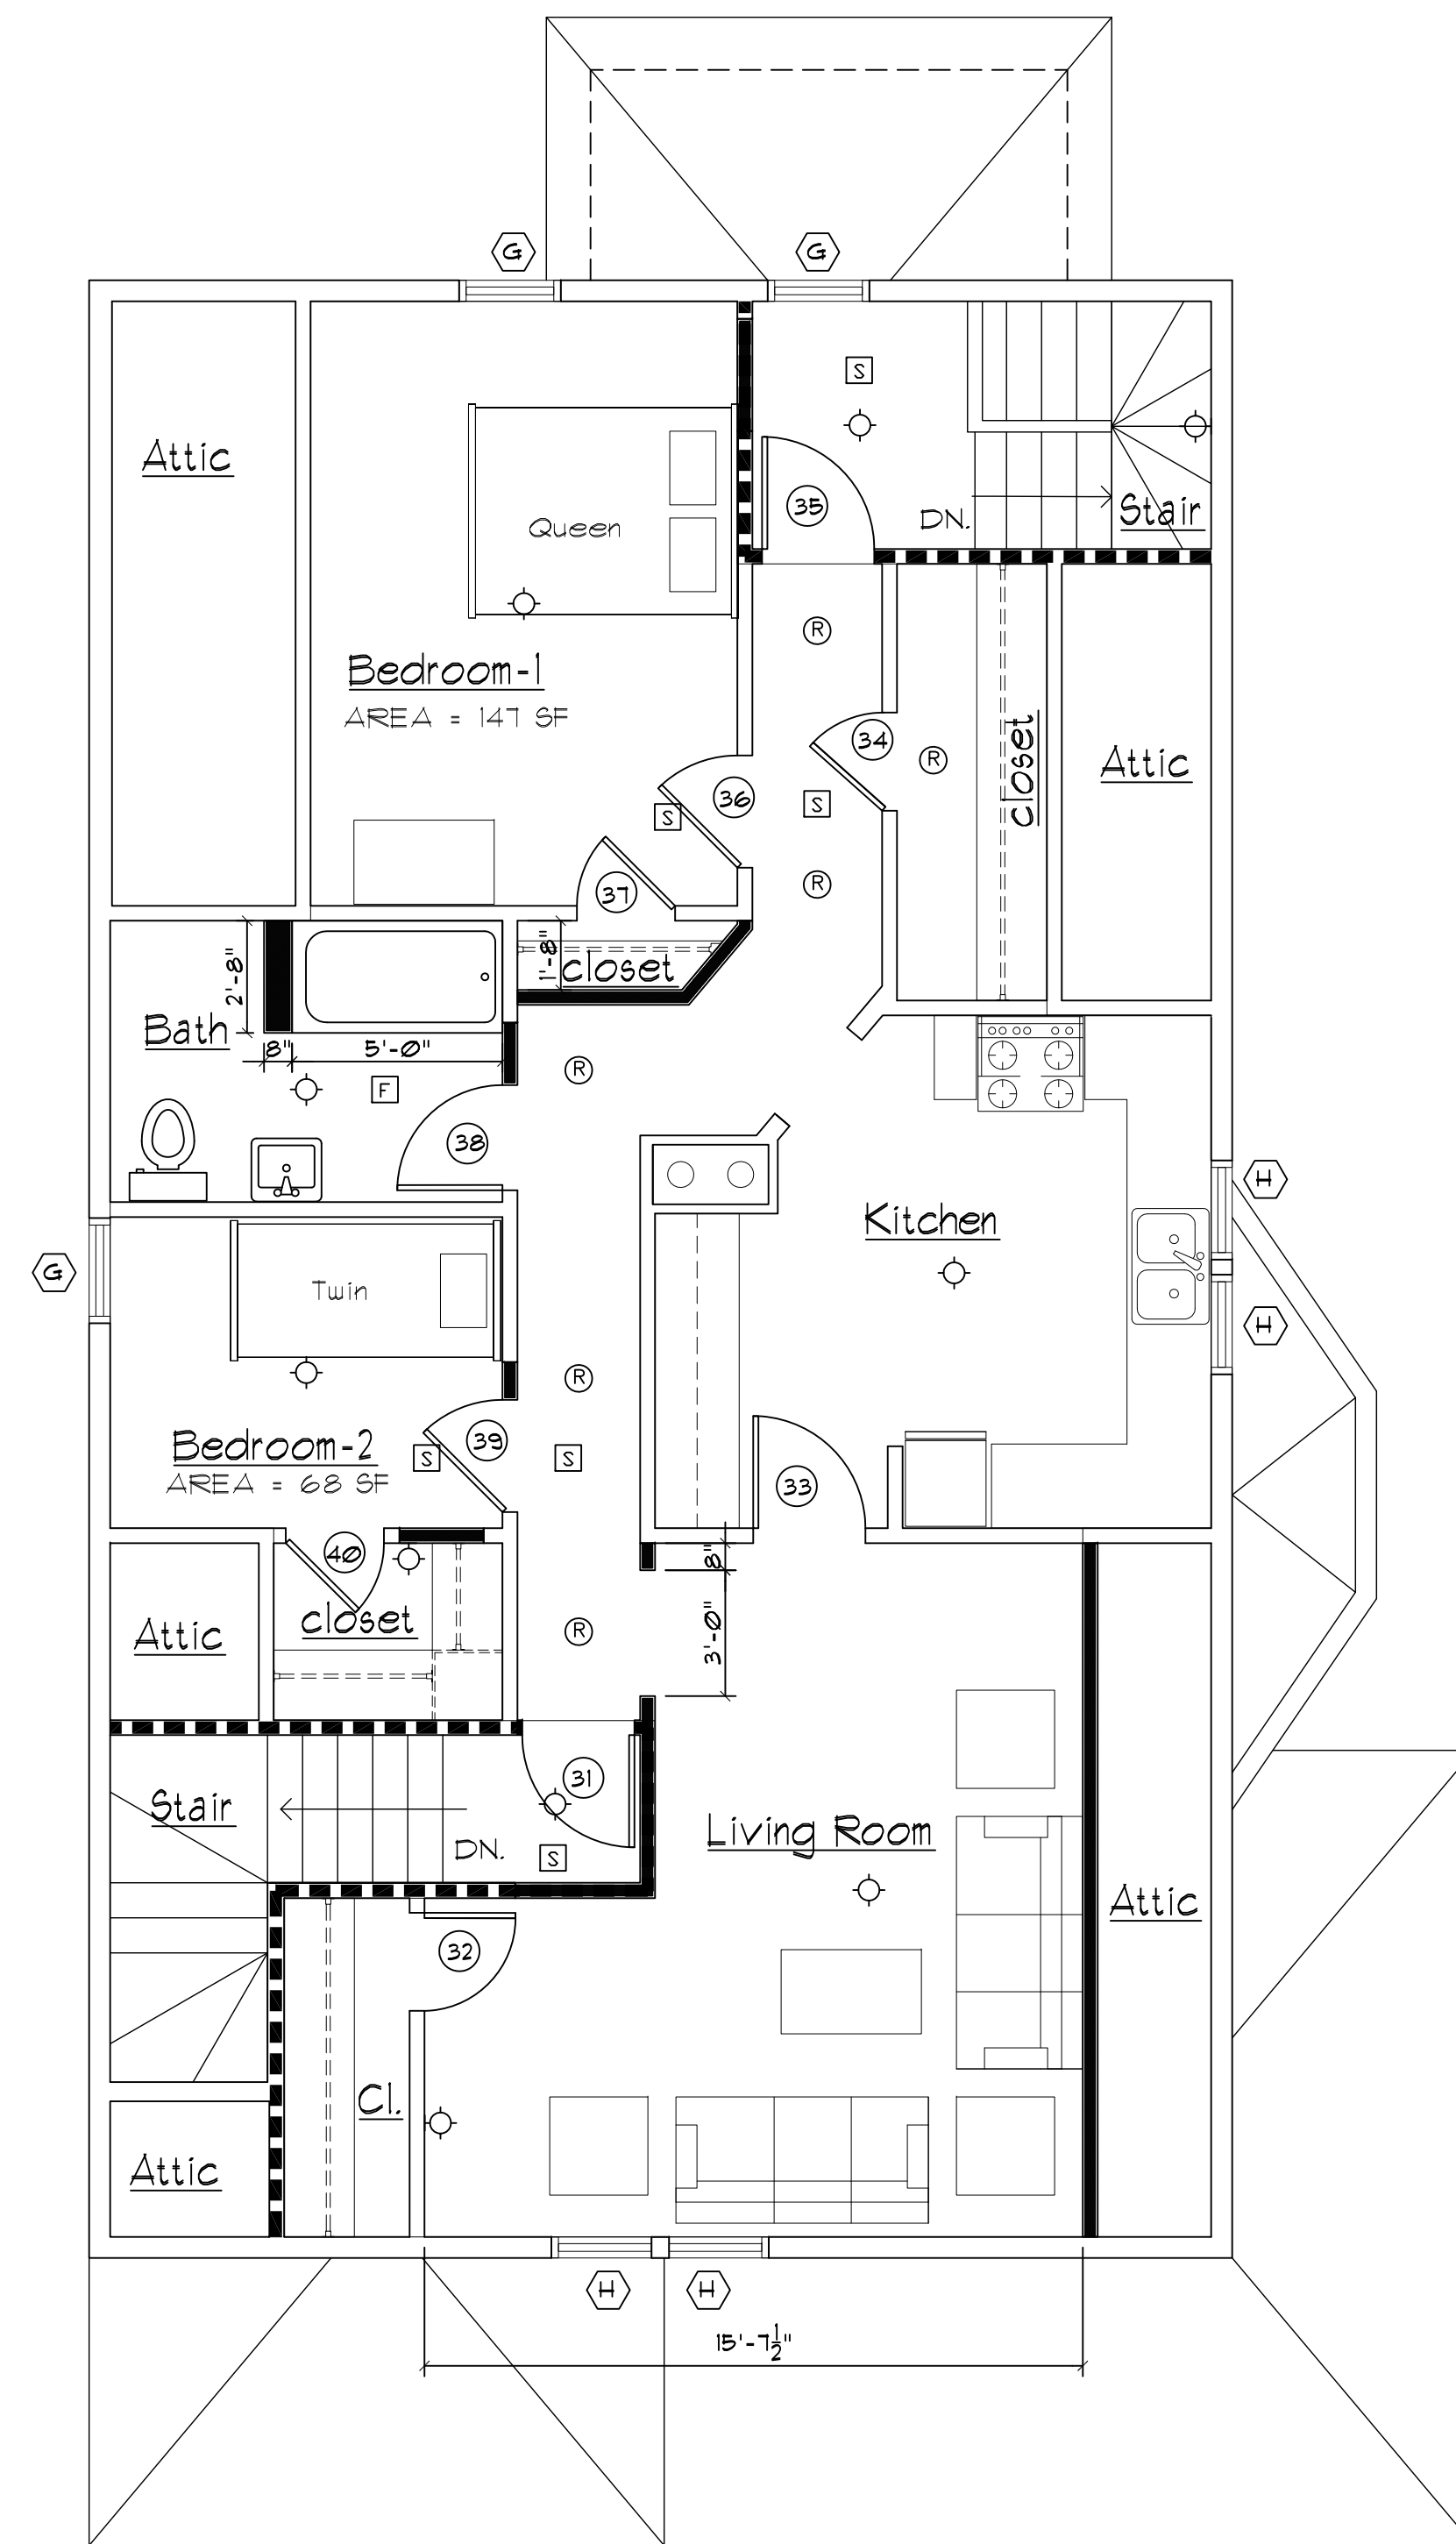 G
G
S
Attic
35
DN.
Stair
Queen
R
Bedroom-1
AREA = 147 SF
34
closet
R
Attic
36
S
S
37
R
2'-8"
1'-8"
closet
Bath
8"
5'-0"
F
R
38
H
Kitchen
G
Twin
H
R
Bedroom-2
AREA = 68 SF
39
S
S
33
40
8"
closet
Attic
R
3'-0"
31
Stair
Living Room
DN.
S
Attic
32
Cl.
Attic
H
H
15'-7 1/2"